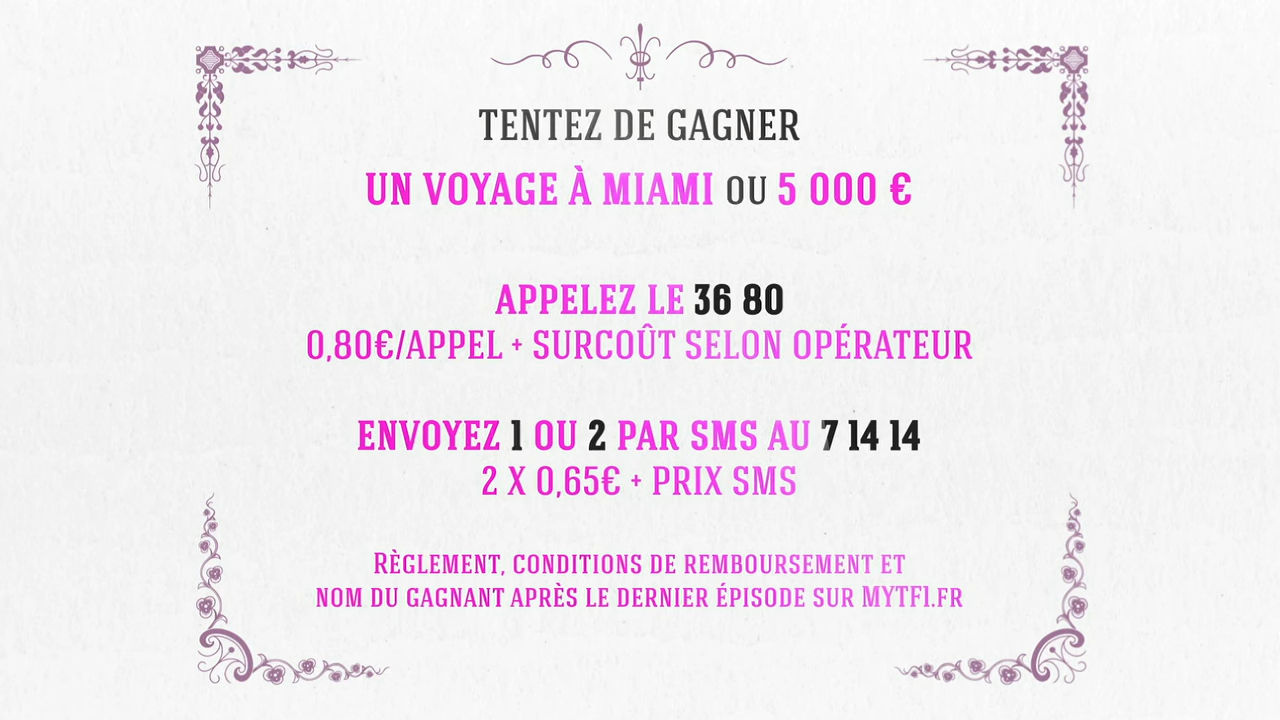 TENTEZ DE GAGNER
UN VOYAGE À MIAMI OU 5 000 €
APPELEZ LE 36 80
0,80€/APPEL + SURCOÛT SELON OPÉRATEUR
ENVOYEZ 1 OU 2 PAR SMS AU 7 14 14
2 X 0,65€ + PRIX SMS
RÈGLEMENT, CONDITIONS DE REMBOURSEMENT ET
NOM DU GAGNANT APRÈS LE DERNIER ÉPISODE SUR MYTF1.FR